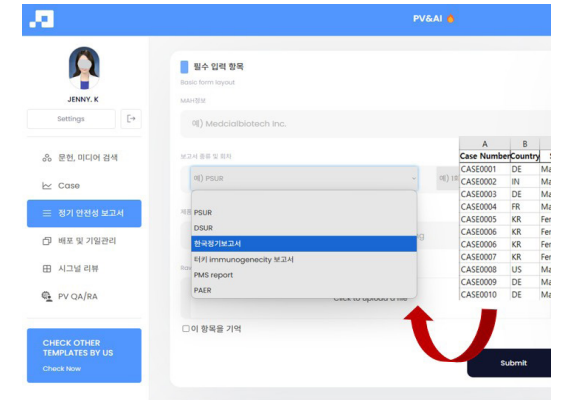 PV&AI
JENNY. K
Settings
문헌, 미디어 검색
Case
정기 안전성 보고서
배포 및 기일관리
시그널 리뷰
PV QA/RA
CHECK OTHER
TEMPLATES BY US
Check Now
필수 입력 항목
Basic form layout
MAH정보
예) Medcialbiotech Inc.
보고서 종류 및 회차
예) PSUR
예) 1회
PSUR
DSUR
한국정기보고서
터키 immunogenecity 보고서
PMS report
PAER
Click to upload a file
이 항목을 기억
Submit
A B
Case Number Country
CASE0001 DE Ma
CASE0002 IN Ma
CASE0003 DE Ma
CASE0004 FR Ma
CASE0005 KR Fer
CASE0006 KR Fer
CASE0006 KR Fer
CASE0007 KR Fer
CASE0008 US Ma
CASE0009 DE Ma
CASE0010 DE Ma